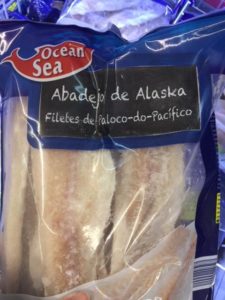 Ocean
Sea
Abadejo de Alaska
Filetes de Paloco-do-Pacífico